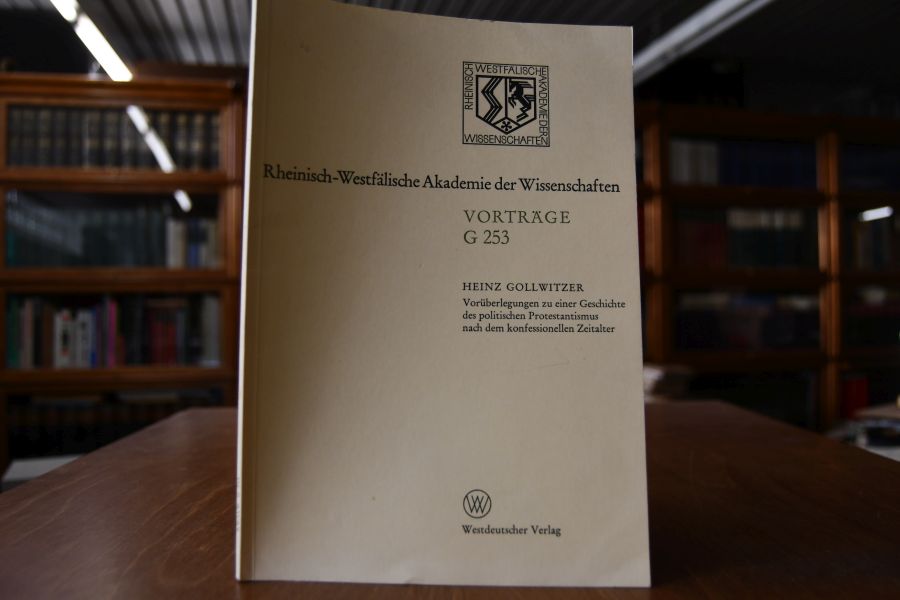 RHEINISCH
WESTFÄLISCHE
AKADEMIE DER
WISSENSCHAFTEN
Rheinisch-Westfälische Akademie der Wissenschaften
VORTRÄGE
G 253
HEINZ GOLLWITZER
Vorüberlegungen zu einer Geschichte
des politischen Protestantismus
nach dem konfessionellen Zeitalter
Westdeutscher Verlag